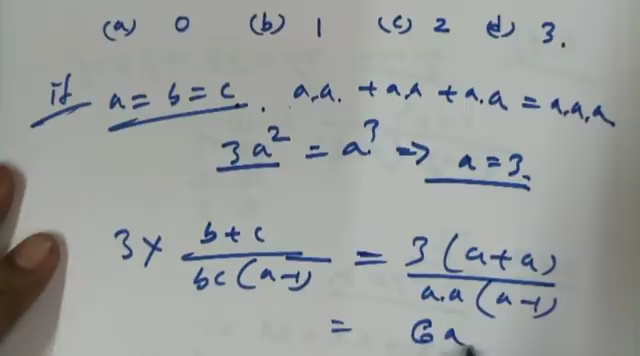 (a) 0 (b) 1 (c) 2 (d) 3.
if a = b = c. a.a. + a.a + a.a = a.a.a
3a² = a³ => a = 3.
3 × (b+c)/(bc(a-1)) = 3(a+a)/(a.a(a-1))
= 6a